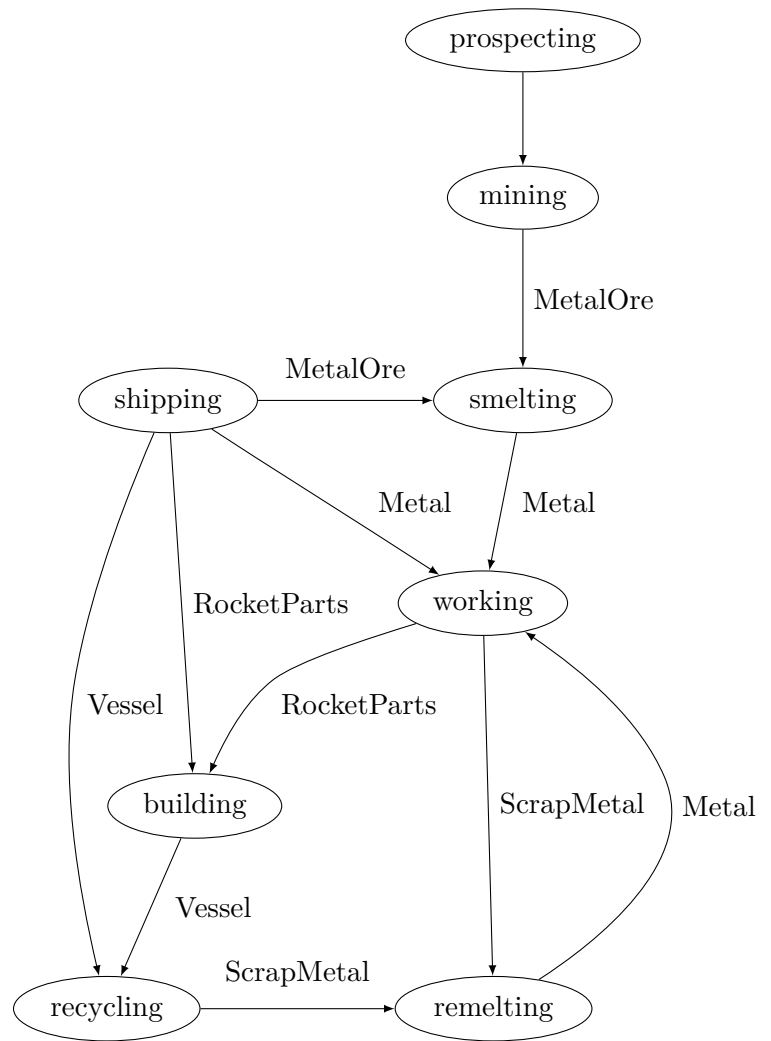 prospecting
mining
MetalOre
MetalOre
shipping
smelting
Metal
Metal
working
RocketParts
RocketParts
Vessel
building
ScrapMetal
Metal
Vessel
ScrapMetal
recycling
remelting